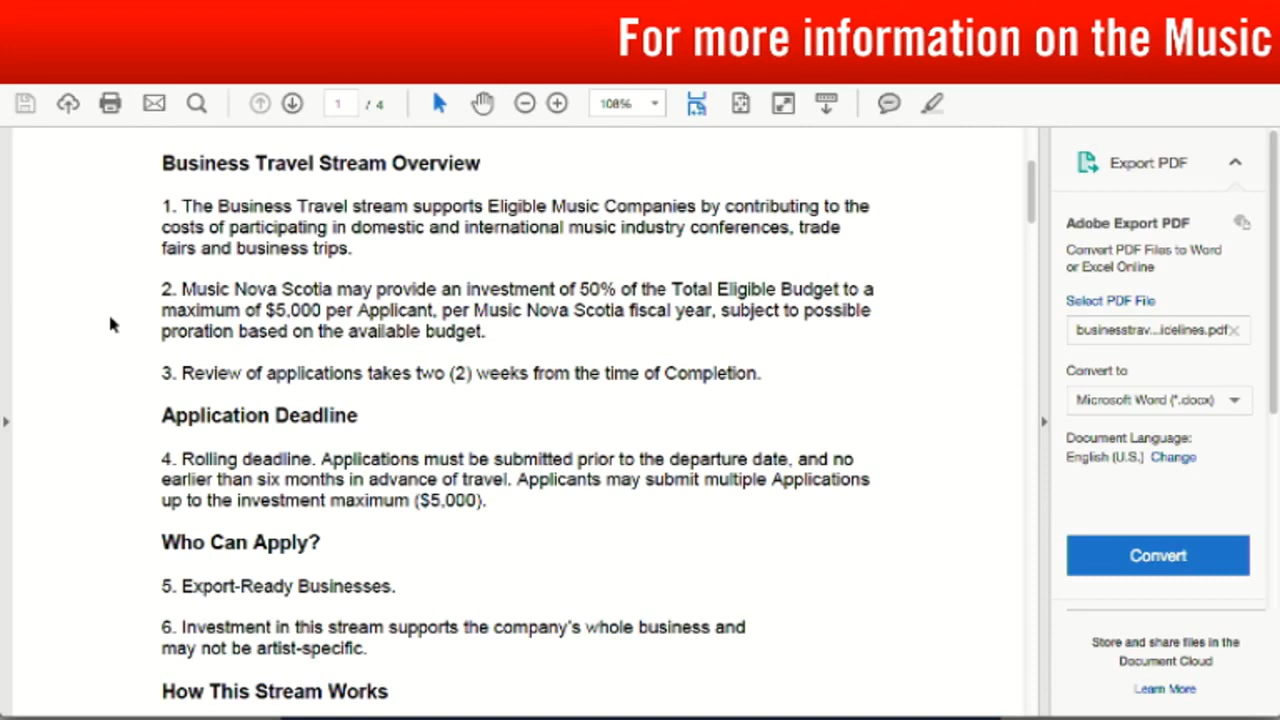 For more information on the Music
1 / 4
108%
Business Travel Stream Overview
1. The Business Travel stream supports Eligible Music Companies by contributing to the
costs of participating in domestic and international music industry conferences, trade
fairs and business trips.
2. Music Nova Scotia may provide an investment of 50% of the Total Eligible Budget to a
maximum of $5,000 per Applicant, per Music Nova Scotia fiscal year, subject to possible
proration based on the available budget.
3. Review of applications takes two (2) weeks from the time of Completion.
Application Deadline
4. Rolling deadline. Applications must be submitted prior to the departure date, and no
earlier than six months in advance of travel. Applicants may submit multiple Applications
up to the investment maximum ($5,000).
Who Can Apply?
5. Export-Ready Businesses.
6. Investment in this stream supports the company's whole business and
may not be artist-specific.
How This Stream Works
Export PDF
Adobe Export PDF
Convert PDF Files to Word
or Excel Online
Select PDF File
businesstrav...idelines.pdf
Convert to
Microsoft Word (*.docx)
Document Language:
English (U.S.) Change
Convert
Store and share files in the
Document Cloud
Learn More